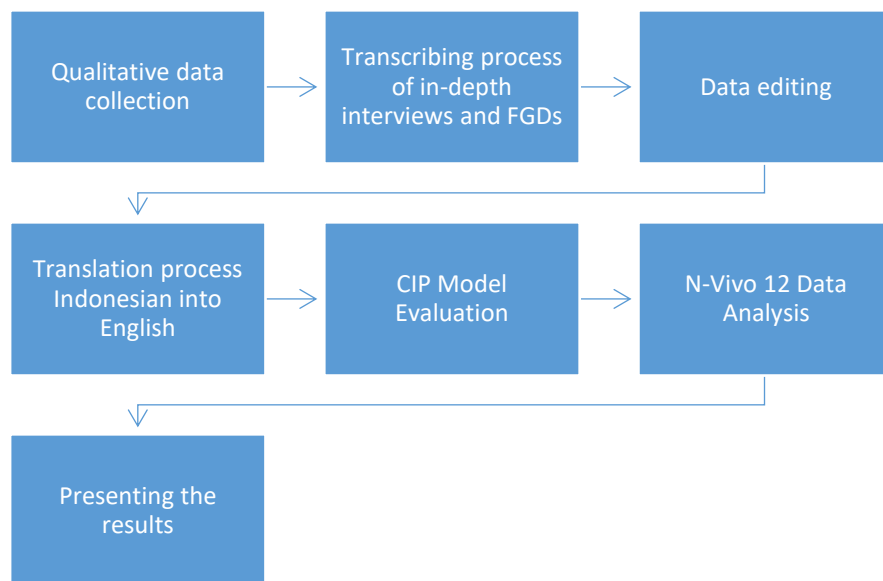 Qualitative data
collection
Transcribing process
of in-depth
interviews and FGDs
Data editing
Translation process
Indonesian into
English
CIP Model
Evaluation
N-Vivo 12 Data
Analysis
Presenting the
results